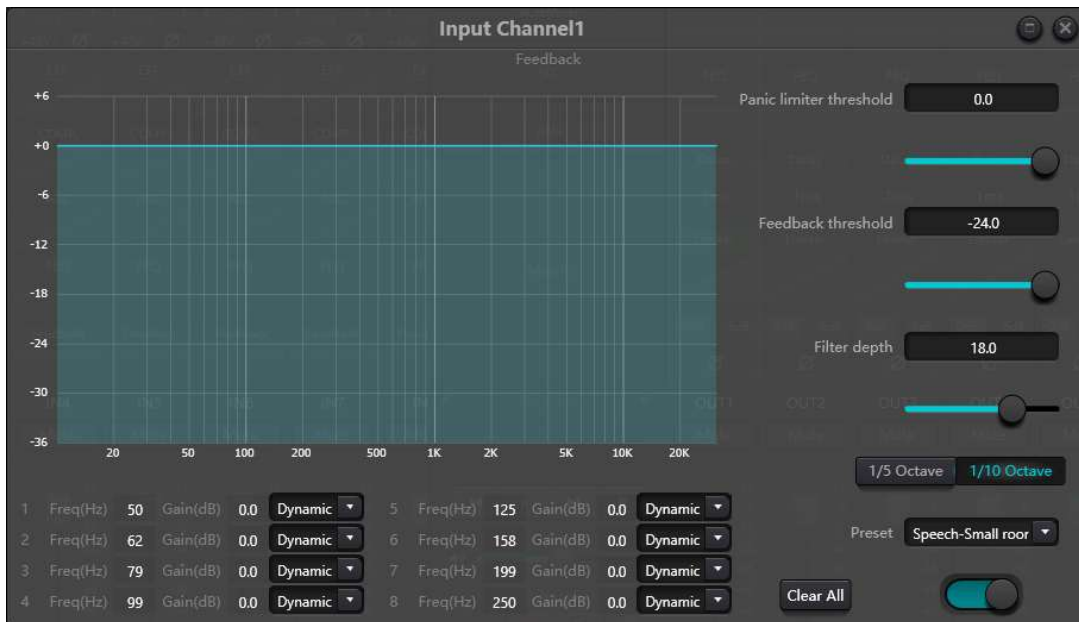 Input Channel1
Feedback
+6
+0
-6
-12
-18
-24
-30
-36
20 50 100 200 500 1K 2K 5K 10K 20K
Panic limiter threshold 0.0
Feedback threshold -24.0
Filter depth 18.0
1/5 Octave 1/10 Octave
Preset Speech-Small roor
Clear All
1 Freq(Hz) 50 Gain(dB) 0.0 Dynamic 5 Freq(Hz) 125 Gain(dB) 0.0 Dynamic
2 Freq(Hz) 62 Gain(dB) 0.0 Dynamic 6 Freq(Hz) 158 Gain(dB) 0.0 Dynamic
3 Freq(Hz) 79 Gain(dB) 0.0 Dynamic 7 Freq(Hz) 199 Gain(dB) 0.0 Dynamic
4 Freq(Hz) 99 Gain(dB) 0.0 Dynamic 8 Freq(Hz) 250 Gain(dB) 0.0 Dynamic